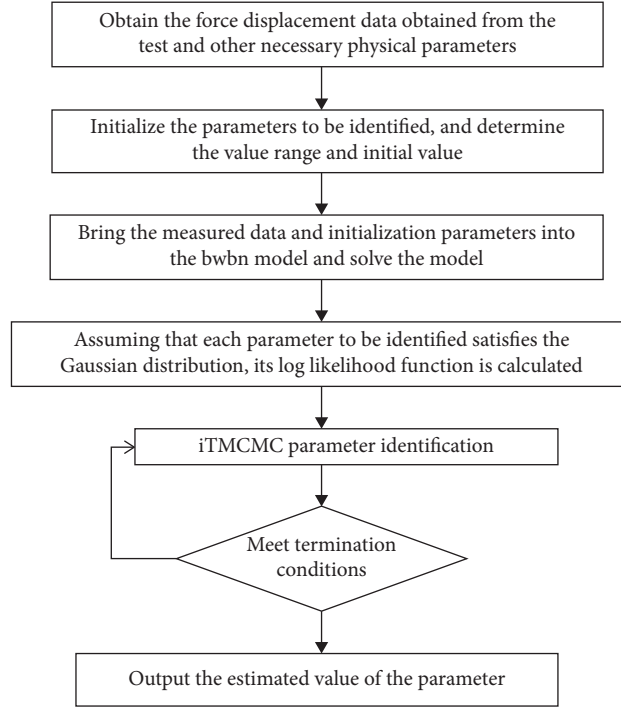 Obtain the force displacement data obtained from the
test and other necessary physical parameters
Initialize the parameters to be identified, and determine
the value range and initial value
Bring the measured data and initialization parameters into
the bwbn model and solve the model
Assuming that each parameter to be identified satisfies the
Gaussian distribution, its log likelihood function is calculated
iTMCMC parameter identification
Meet termination
conditions
Output the estimated value of the parameter